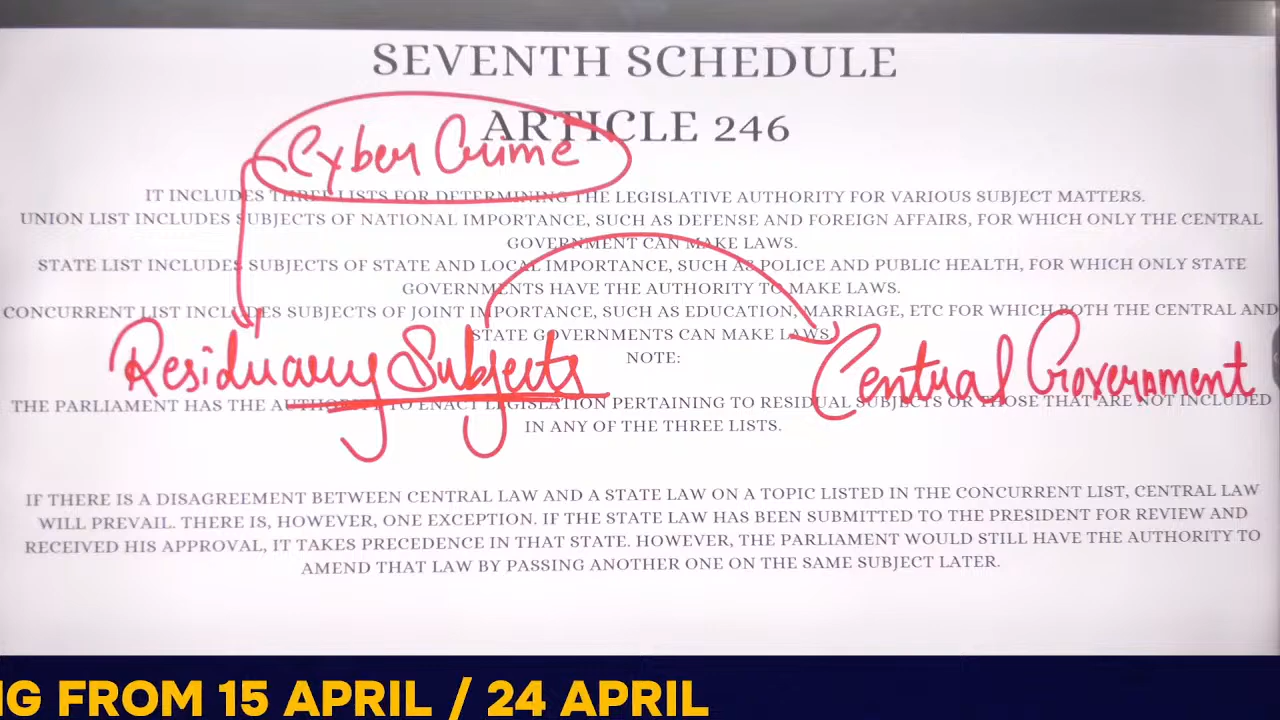 SEVENTH SCHEDULE
ARTICLE 246
Cyber Crime
IT INCLUDES THREE LISTS FOR DETERMINING THE LEGISLATIVE AUTHORITY FOR VARIOUS SUBJECT MATTERS.
UNION LIST INCLUDES SUBJECTS OF NATIONAL IMPORTANCE, SUCH AS DEFENSE AND FOREIGN AFFAIRS, FOR WHICH ONLY THE CENTRAL
GOVERNMENT CAN MAKE LAWS.
STATE LIST INCLUDES SUBJECTS OF STATE AND LOCAL IMPORTANCE, SUCH AS POLICE AND PUBLIC HEALTH, FOR WHICH ONLY STATE
GOVERNMENTS HAVE THE AUTHORITY TO MAKE LAWS.
CONCURRENT LIST INCLUDES SUBJECTS OF JOINT IMPORTANCE, SUCH AS EDUCATION, MARRIAGE, ETC FOR WHICH BOTH THE CENTRAL AND
STATE GOVERNMENTS CAN MAKE LAWS.
NOTE:
Residuary Subjects Central Government
THE PARLIAMENT HAS THE AUTHORITY TO ENACT LEGISLATION PERTAINING TO RESIDUAL SUBJECTS OR THOSE THAT ARE NOT INCLUDED
IN ANY OF THE THREE LISTS.
IF THERE IS A DISAGREEMENT BETWEEN CENTRAL LAW AND A STATE LAW ON A TOPIC LISTED IN THE CONCURRENT LIST, CENTRAL LAW
WILL PREVAIL. THERE IS, HOWEVER, ONE EXCEPTION. IF THE STATE LAW HAS BEEN SUBMITTED TO THE PRESIDENT FOR REVIEW AND
RECEIVED HIS APPROVAL, IT TAKES PRECEDENCE IN THAT STATE. HOWEVER, THE PARLIAMENT WOULD STILL HAVE THE AUTHORITY TO
AMEND THAT LAW BY PASSING ANOTHER ONE ON THE SAME SUBJECT LATER.
NG FROM 15 APRIL / 24 APRIL